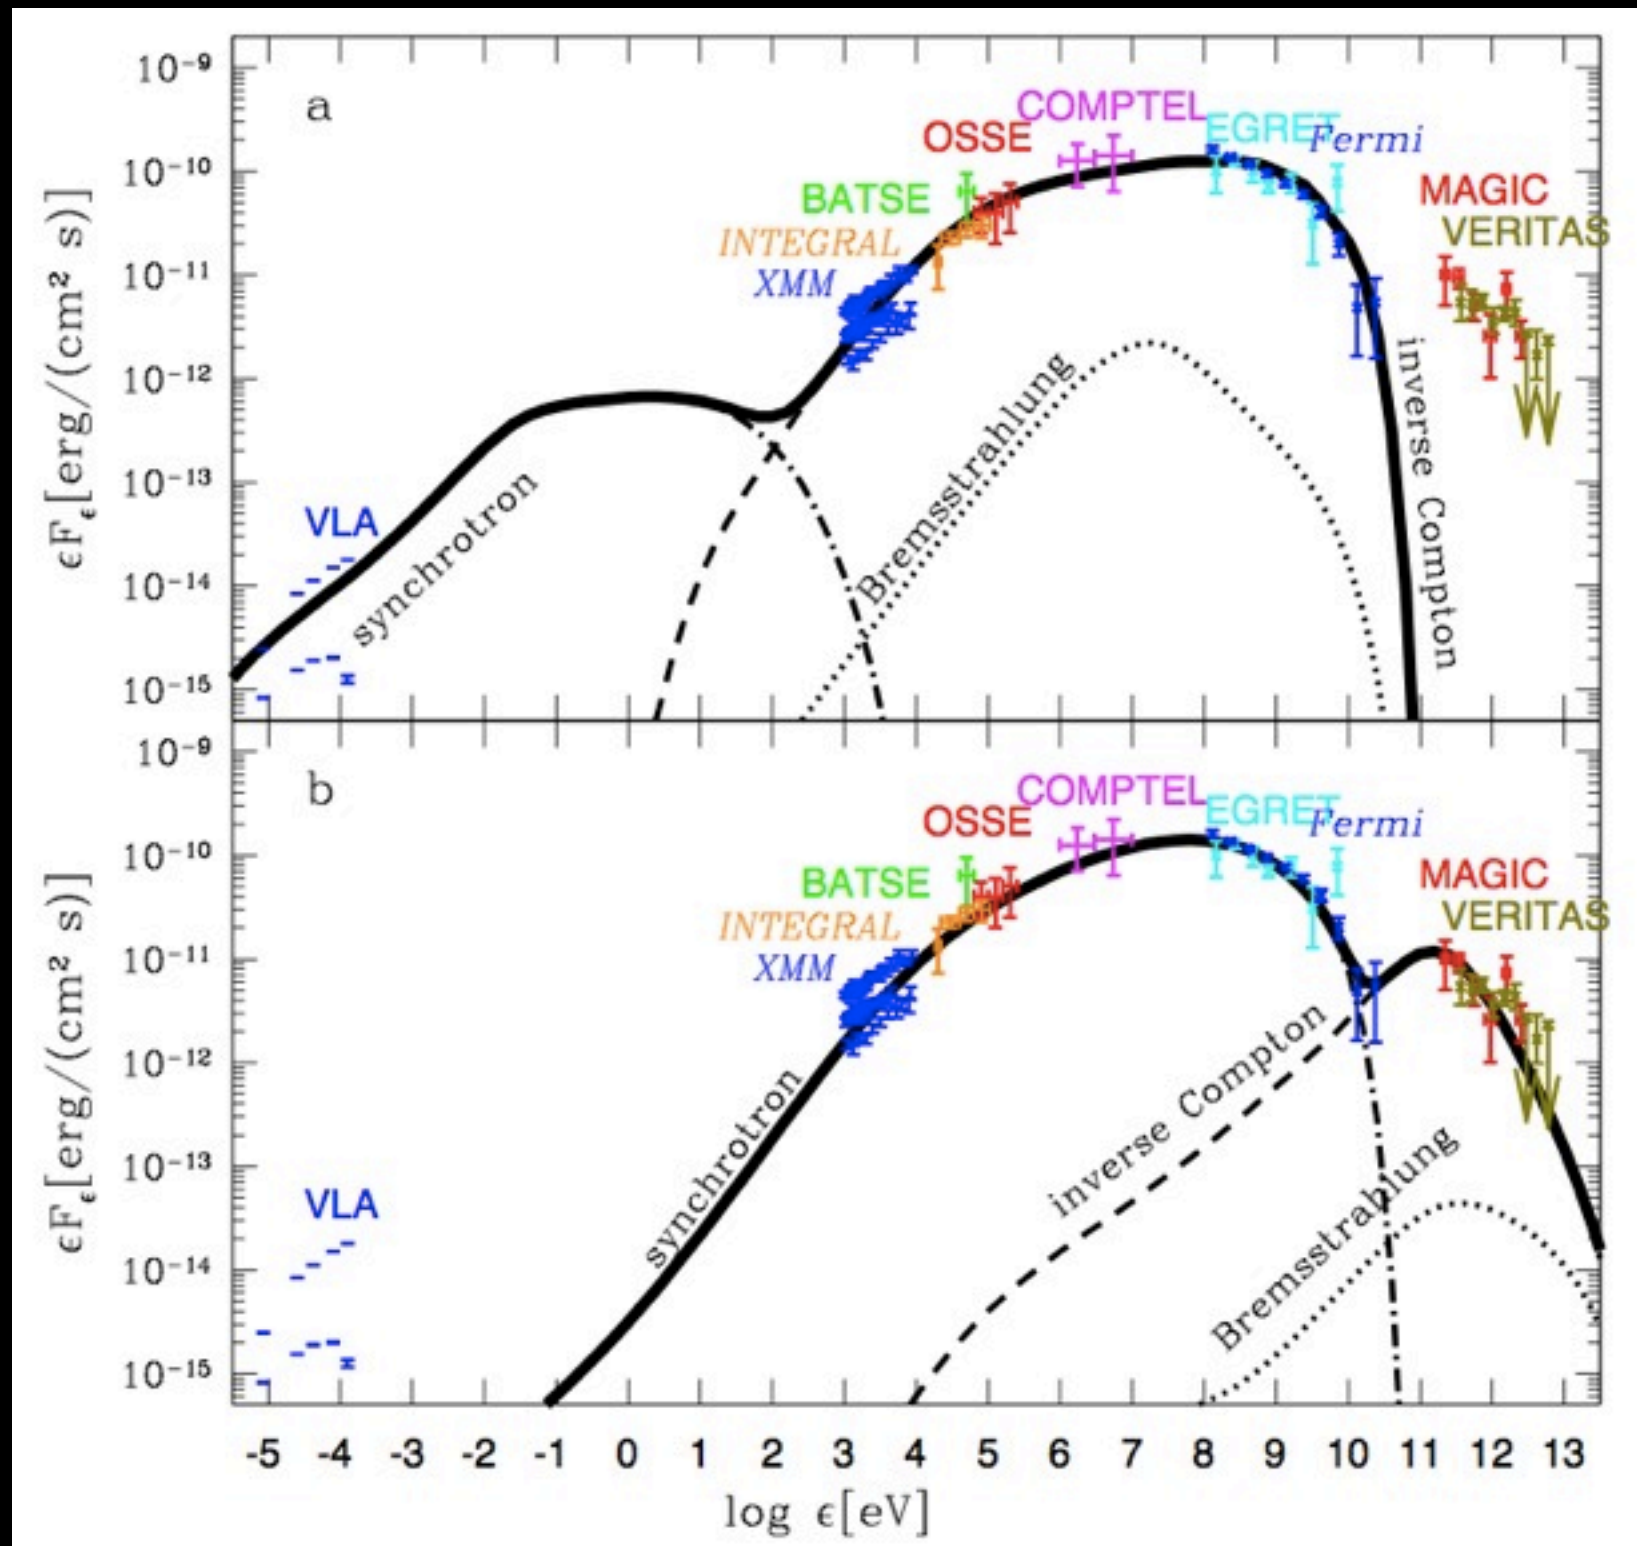 a
10⁻⁹
10⁻¹⁰
10⁻¹¹
10⁻¹²
10⁻¹³
10⁻¹⁴
10⁻¹⁵
ϵFϵ[erg/(cm² s)]
COMPTEL
OSSE
EGRET
Fermi
BATSE
MAGIC
INTEGRAL
VERITAS
XMM
VLA
synchrotron
Bremsstrahlung
inverse Compton
b
10⁻⁹
10⁻¹⁰
10⁻¹¹
10⁻¹²
10⁻¹³
10⁻¹⁴
10⁻¹⁵
ϵFϵ[erg/(cm² s)]
COMPTEL
OSSE
EGRET
Fermi
BATSE
MAGIC
INTEGRAL
VERITAS
XMM
VLA
synchrotron
inverse Compton
Bremsstrahlung
-5 -4 -3 -2 -1 0 1 2 3 4 5 6 7 8 9 10 11 12 13
log ϵ[eV]